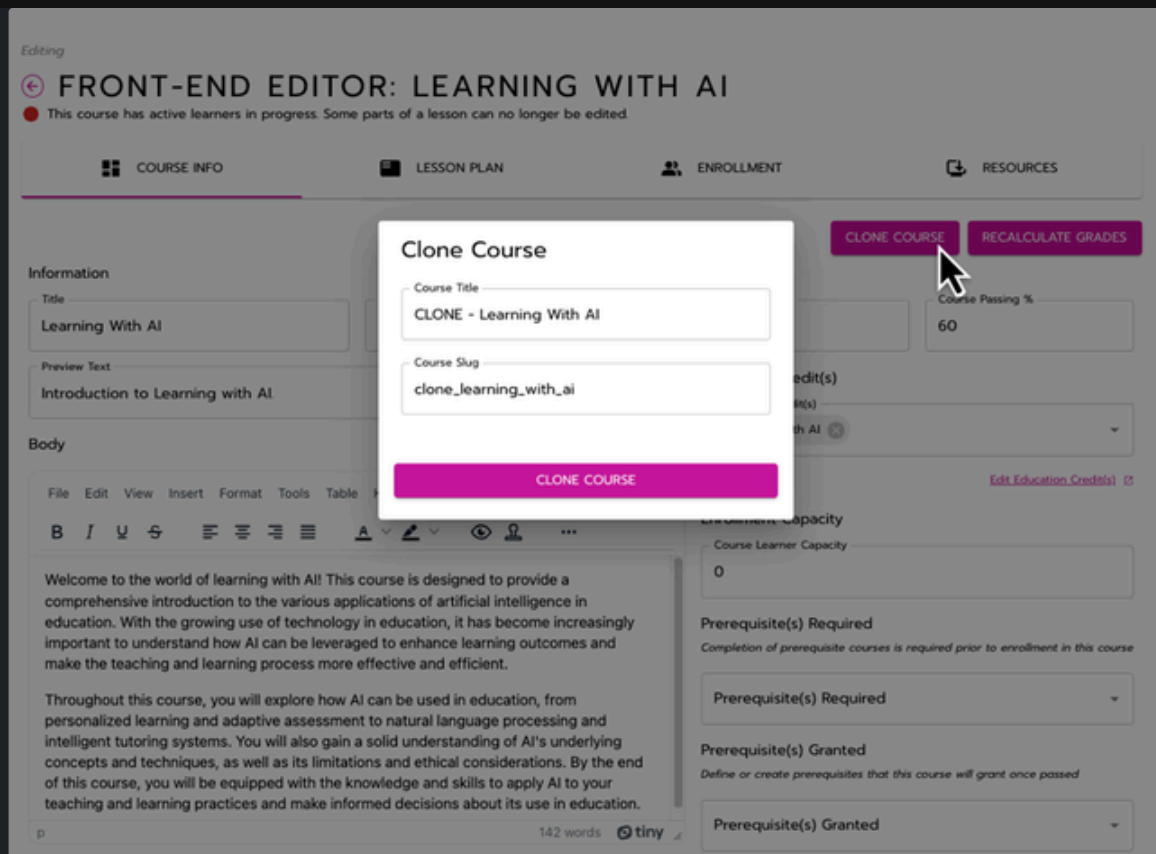 Editing
FRONT-END EDITOR: LEARNING WITH AI
This course has active learners in progress. Some parts of a lesson can no longer be edited.
COURSE INFO
LESSON PLAN
ENROLLMENT
RESOURCES
CLONE COURSE
RECALCULATE GRADES
Clone Course
Course Title
CLONE - Learning With AI
Course Slug
clone_learning_with_ai
CLONE COURSE
Information
Title
Learning With AI
Course Passing %
60
Preview Text
Introduction to Learning with AI.
edit(s)
dit(s)
th AI
Edit Education Credit(s)
Body
File Edit View Insert Format Tools Table
B I U S A
Welcome to the world of learning with AI! This course is designed to provide a
comprehensive introduction to the various applications of artificial intelligence in
education. With the growing use of technology in education, it has become increasingly
important to understand how AI can be leveraged to enhance learning outcomes and
make the teaching and learning process more effective and efficient.
Throughout this course, you will explore how AI can be used in education, from
personalized learning and adaptive assessment to natural language processing and
intelligent tutoring systems. You will also gain a solid understanding of AI's underlying
concepts and techniques, as well as its limitations and ethical considerations. By the end
of this course, you will be equipped with the knowledge and skills to apply AI to your
teaching and learning practices and make informed decisions about its use in education.
p
142 words
tiny
Enrollment Capacity
Course Learner Capacity
0
Prerequisite(s) Required
Completion of prerequisite courses is required prior to enrollment in this course
Prerequisite(s) Required
Prerequisite(s) Granted
Define or create prerequisites that this course will grant once passed
Prerequisite(s) Granted